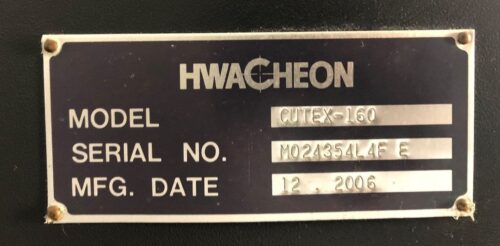 HWACHEON
MODEL CUTEX-160
SERIAL NO. M024354L4F E
MFG. DATE 12 . 2006